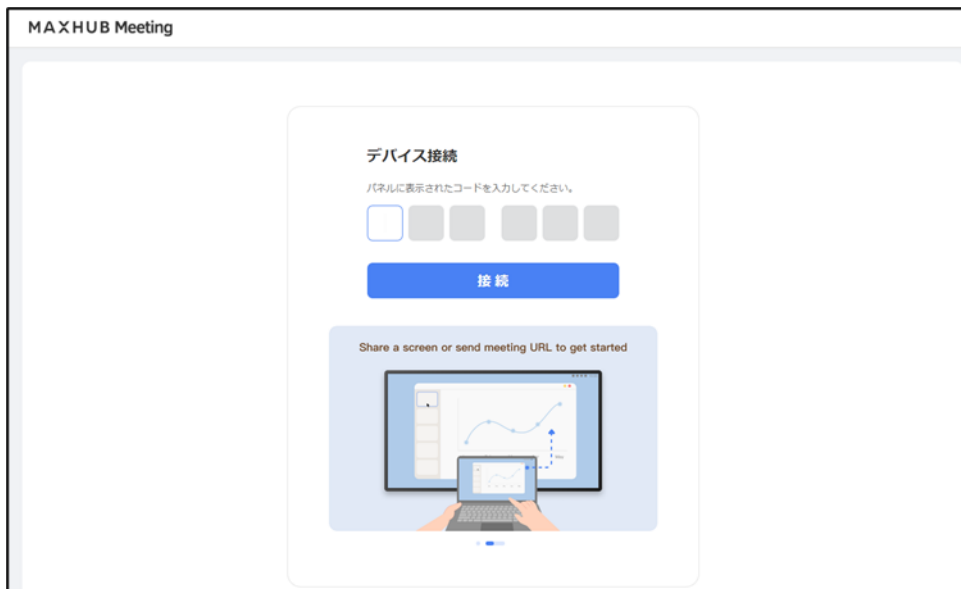 MAXHUB Meeting
デバイス接続
パネルに表示されたコードを入力してください。
接 続
Share a screen or send meeting URL to get started